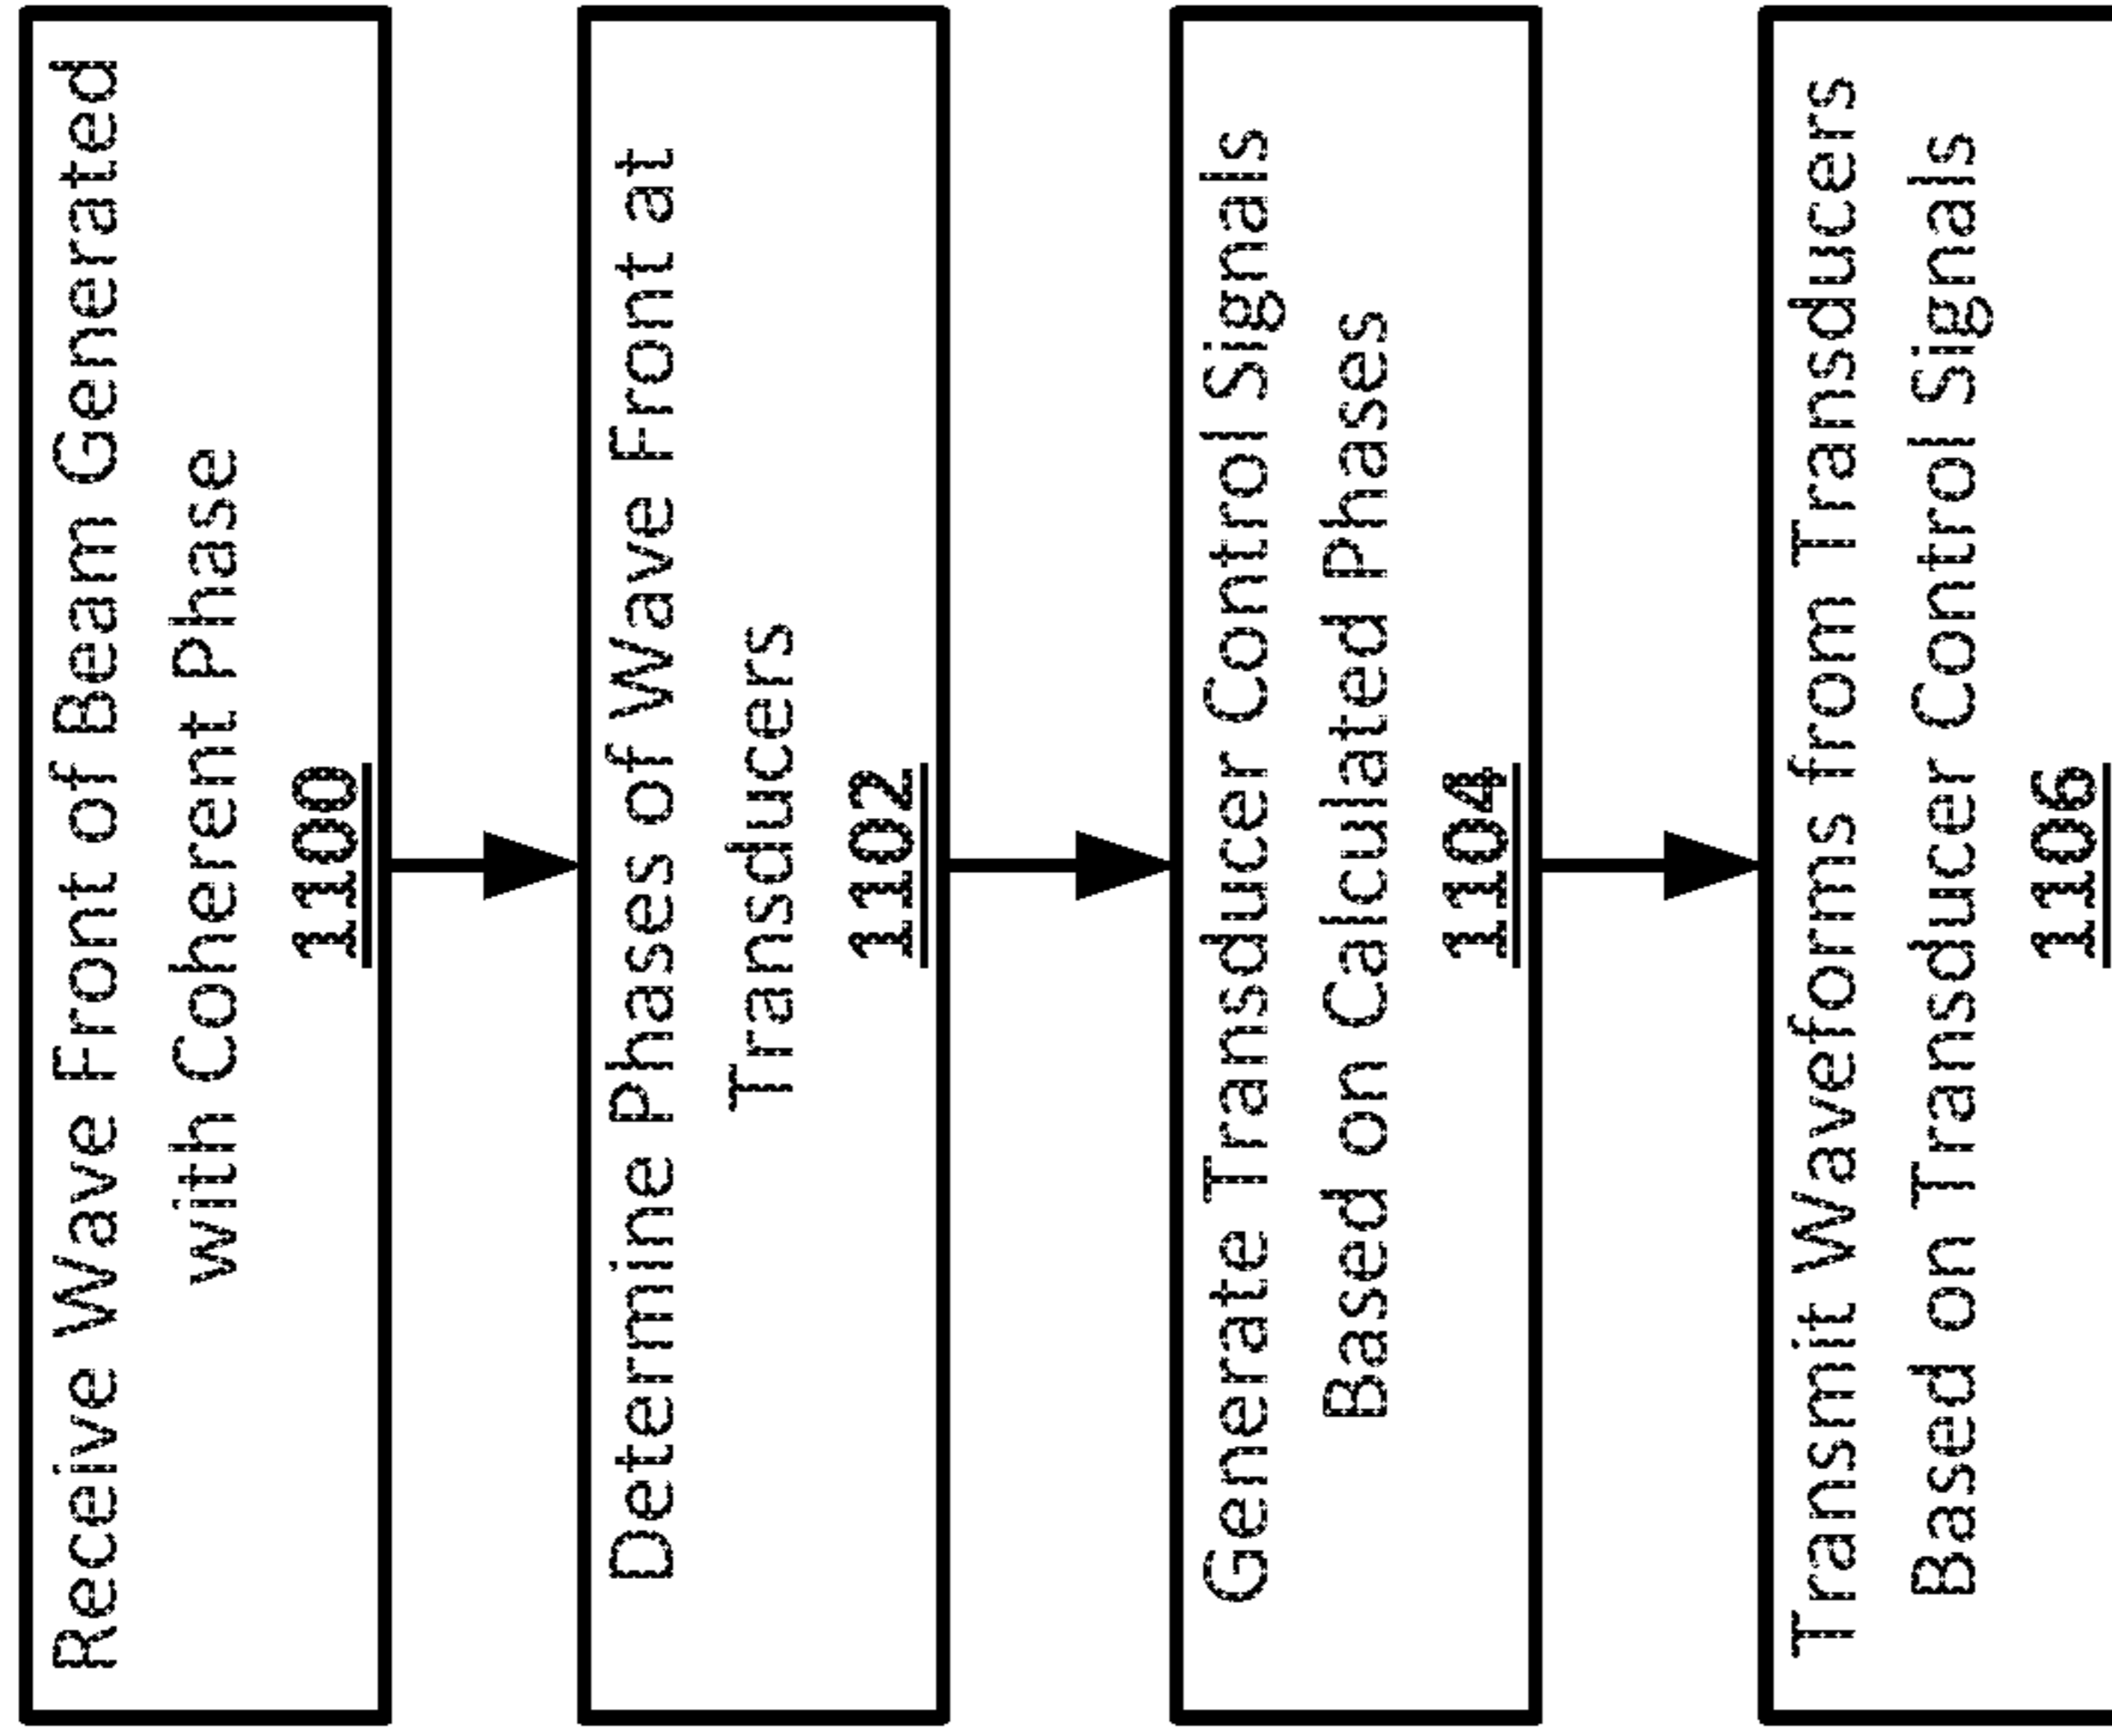 Receive Wave Front of Beam Generated
with Coherent Phase
1100
Determine Phases of Wave Front at
Transducers
1102
Generate Transducer Control Signals
Based on Calculated Phases
1104
Transmit Waveforms from Transducers
Based on Transducer Control Signals
1106